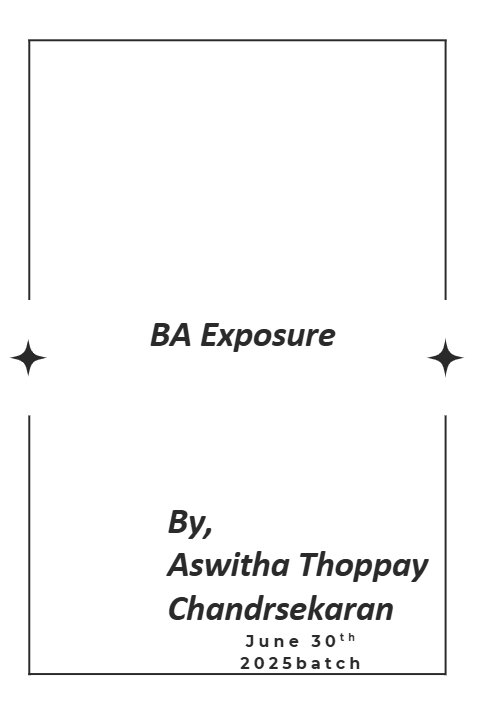 BA Exposure
By,
Aswitha Thoppay
Chandrsekaran
June 30th
2025batch